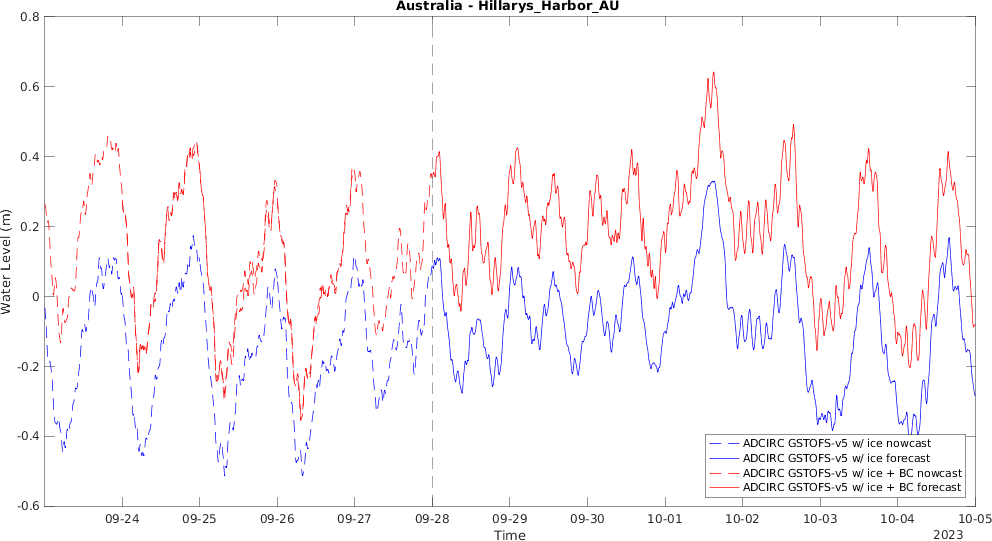 Australia - Hillarys_Harbor_AU
Water Level (m)
0.8
0.6
0.4
0.2
0
-0.2
-0.4
-0.6
ADCIRC GSTOFS-v5 w/ ice nowcast
ADCIRC GSTOFS-v5 w/ ice forecast
ADCIRC GSTOFS-v5 w/ ice + BC nowcast
ADCIRC GSTOFS-v5 w/ ice + BC forecast
09-24 09-25 09-26 09-27 09-28 09-29 09-30 10-01 10-02 10-03 10-04 10-05
Time
2023